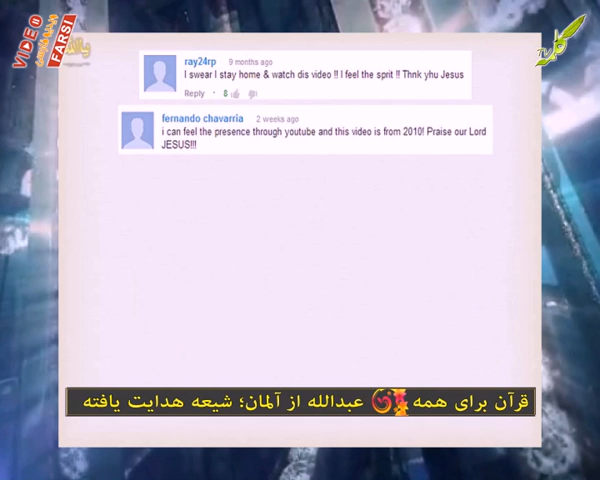 VIDEO
FARSI
ray24rp 9 months ago
I swear I stay home & watch dis video !! I feel the sprit !! Thnk yhu Jesus
Reply · 8
fernando chavarria 2 weeks ago
i can feel the presence through youtube and this video is from 2010! Praise our Lord
JESUS!!!
قرآن برای همه عبدالله از آلمان؛ شیعه هدایت یافته